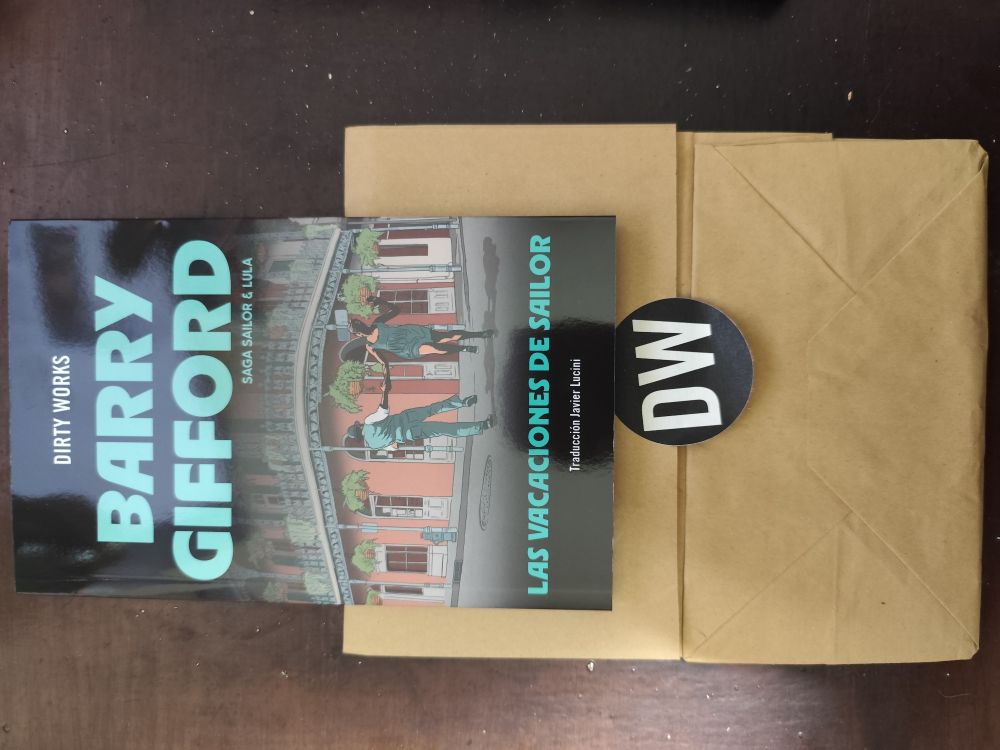 DIRTY WORKS
BARRY
GIFFORD
SAGA SAILOR & LULA
LAS VACACIONES DE SAILOR
Traducción Javier Lucini
DW